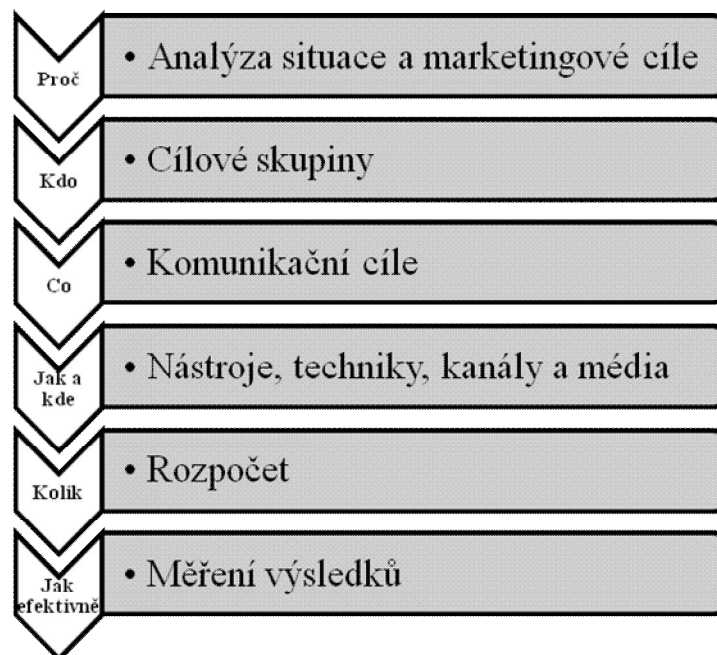 Proč
• Analýza situace a marketingové cíle
Kdo
• Cílové skupiny
Co
• Komunikační cíle
Jak a
kde
• Nástroje, techniky, kanály a média
Kolik
• Rozpočet
Jak
efektivně
• Měření výsledků